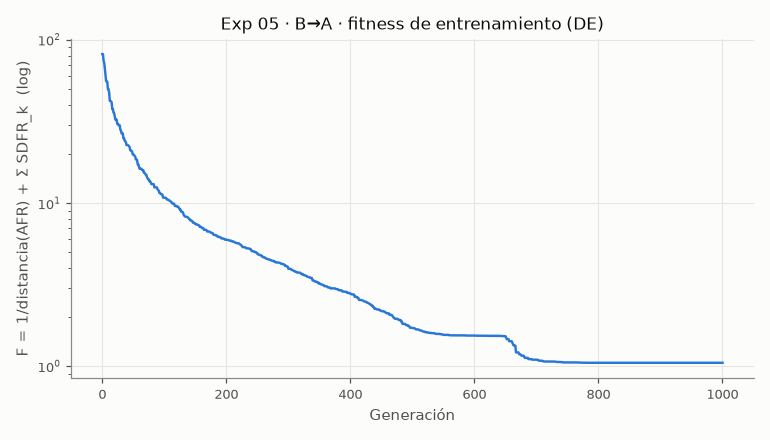 Exp 05 · B→A · fitness de entrenamiento (DE)
F = 1/distancia(AFR) + Σ SDFR_k (log)
10²
10¹
10⁰
0 200 400 600 800 1000
Generación